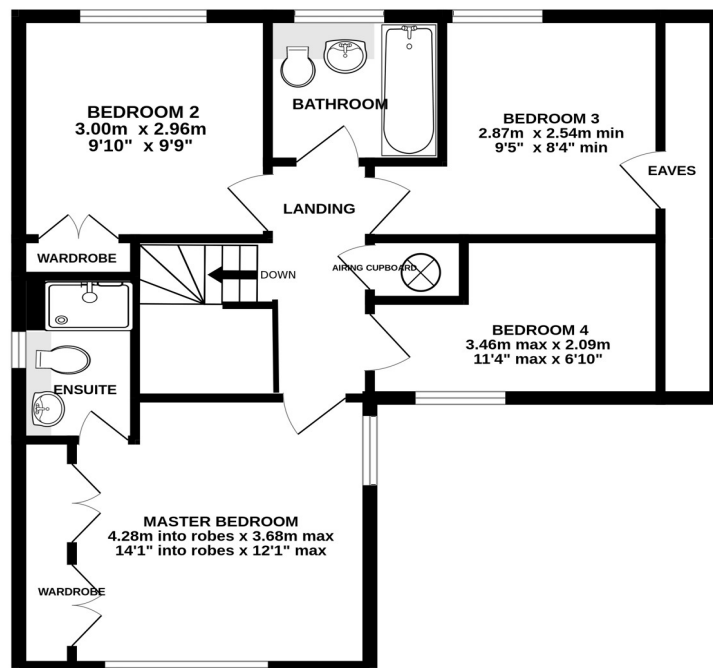 BEDROOM 2
3.00m x 2.96m
9'10" x 9'9"
BATHROOM
BEDROOM 3
2.87m x 2.54m min
9'5" x 8'4" min
EAVES
LANDING
WARDROBE
DOWN
AIRING CUPBOARD
BEDROOM 4
3.46m max x 2.09m
11'4" max x 6'10"
ENSUITE
MASTER BEDROOM
4.28m into robes x 3.68m max
14'1" into robes x 12'1" max
WARDROBE